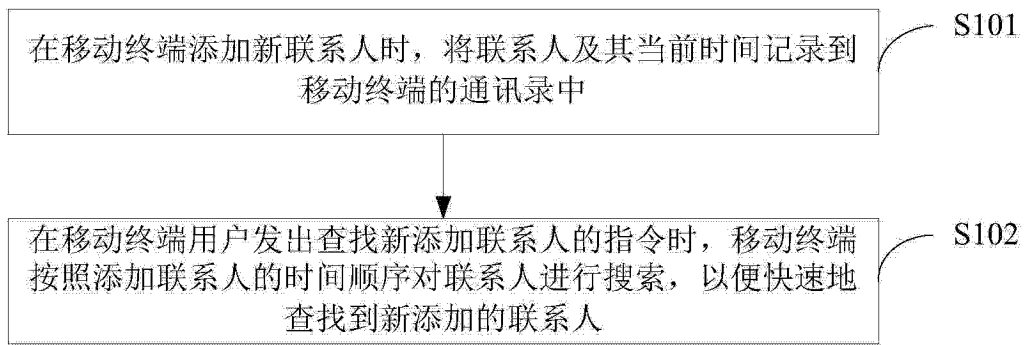 在移动终端添加新联系人时，将联系人及其当前时间记录到
移动终端的通讯录中
S101
在移动终端用户发出查找新添加联系人的指令时，移动终端
按照添加联系人的时间顺序对联系人进行搜索，以便快速地
查找到新添加的联系人
S102